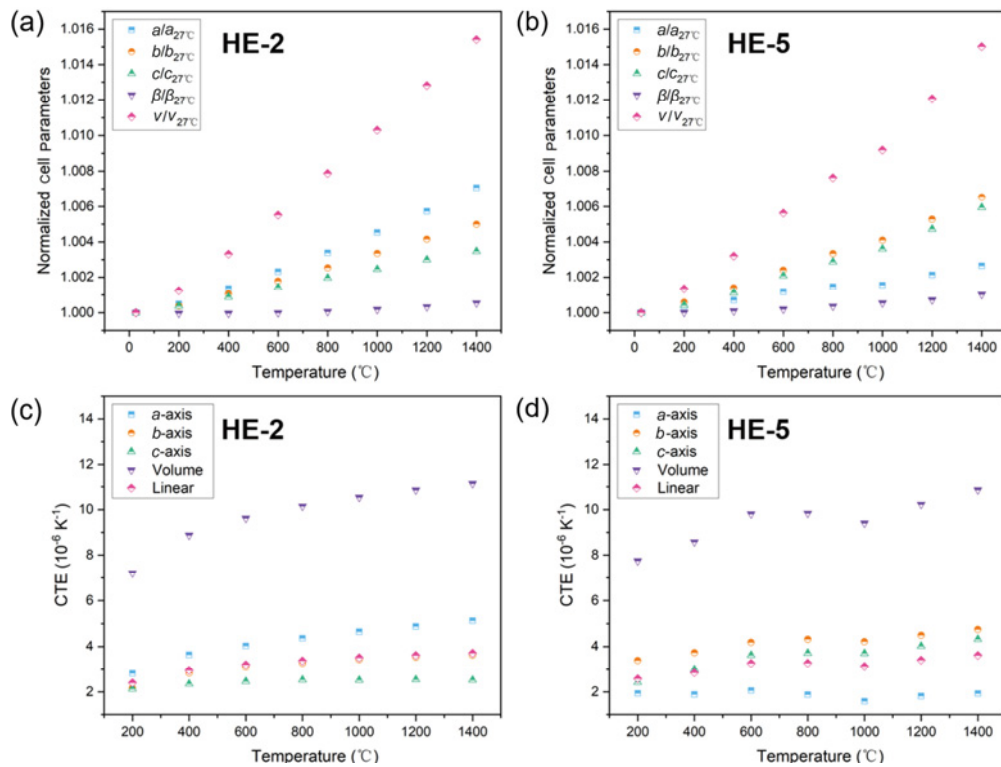 (a)
HE-2
a/a27℃
b/b27℃
c/c27℃
β/β27℃
v/v27℃
1.016
1.014
1.012
1.010
1.008
1.006
1.004
1.002
1.000
Normalized cell parameters
0 200 400 600 800 1000 1200 1400
Temperature (℃)
(b)
HE-5
a/a27℃
b/b27℃
c/c27℃
β/β27℃
v/v27℃
1.016
1.014
1.012
1.010
1.008
1.006
1.004
1.002
1.000
Normalized cell parameters
0 200 400 600 800 1000 1200 1400
Temperature (℃)
(c)
HE-2
a-axis
b-axis
c-axis
Volume
Linear
14
12
10
8
6
4
2
CTE (10-6 K-1)
200 400 600 800 1000 1200 1400
Temperature (℃)
(d)
HE-5
a-axis
b-axis
c-axis
Volume
Linear
14
12
10
8
6
4
2
CTE (10-6 K-1)
200 400 600 800 1000 1200 1400
Temperature (℃)